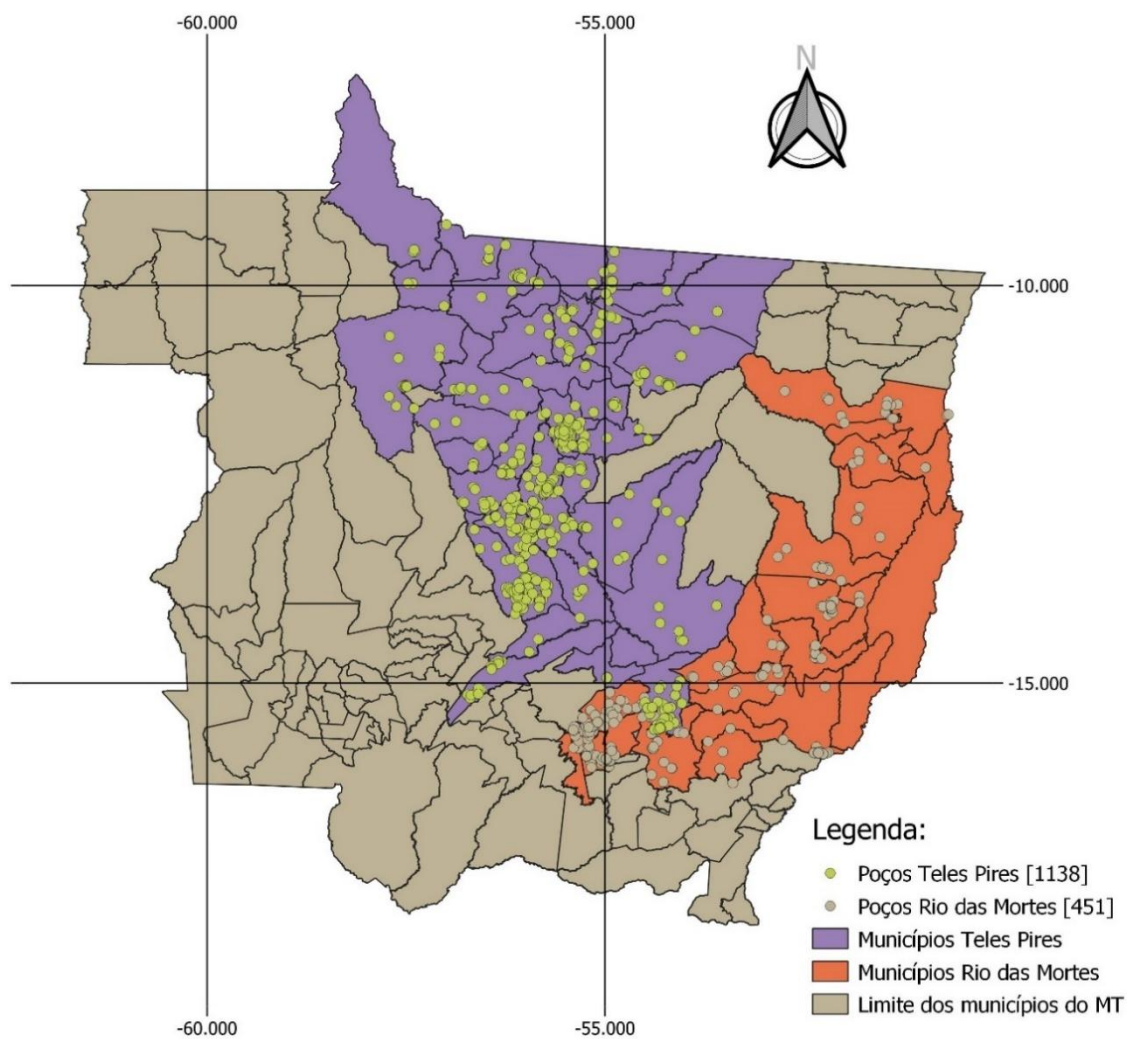 -60.000
-55.000
N
-10.000
-15.000
Legenda:
Poços Teles Pires [1138]
Poços Rio das Mortes [451]
Municípios Teles Pires
Municípios Rio das Mortes
Limite dos municípios do MT
-60.000
-55.000